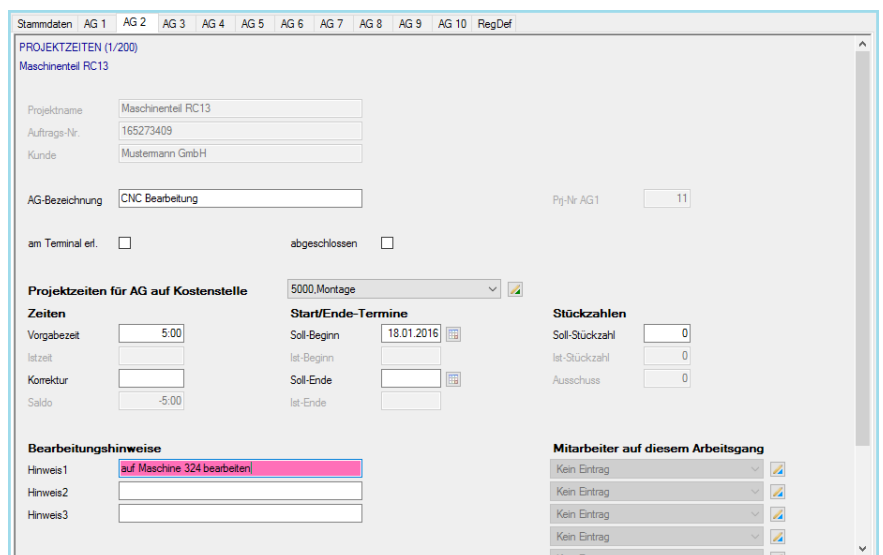 Stammdaten AG 1 AG 2 AG 3 AG 4 AG 5 AG 6 AG 7 AG 8 AG 9 AG 10 RegDef
PROJEKTZEITEN (1/200)
Maschinenteil RC13
Projektname Maschinenteil RC13
Auftrags-Nr. 165273409
Kunde Mustermann GmbH
AG-Bezeichnung CNC Bearbeitung Prj-Nr AG1 11
am Terminal erl. abgeschlossen
Projektzeiten für AG auf Kostenstelle 5000,Montage
Zeiten Start/Ende-Termine Stückzahlen
Vorgabezeit 5:00 Soll-Beginn 18.01.2016 Soll-Stückzahl 0
Istzeit Ist-Beginn Ist-Stückzahl 0
Korrektur Soll-Ende Ausschuss 0
Saldo -5:00 Ist-Ende
Bearbeitungshinweise Mitarbeiter auf diesem Arbeitsgang
Hinweis1 auf Maschine 324 bearbeiten Kein Eintrag
Hinweis2 Kein Eintrag
Hinweis3 Kein Eintrag
Kein Eintrag